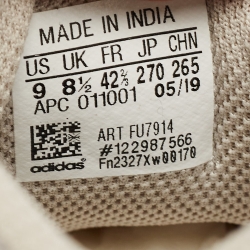 MADE IN INDIA
US UK FR JP CHN
9 8½ 42⅔ 270 265
APC 011001 05/19
ART FU7914
#122987566
adidas Fn2327Xw00170